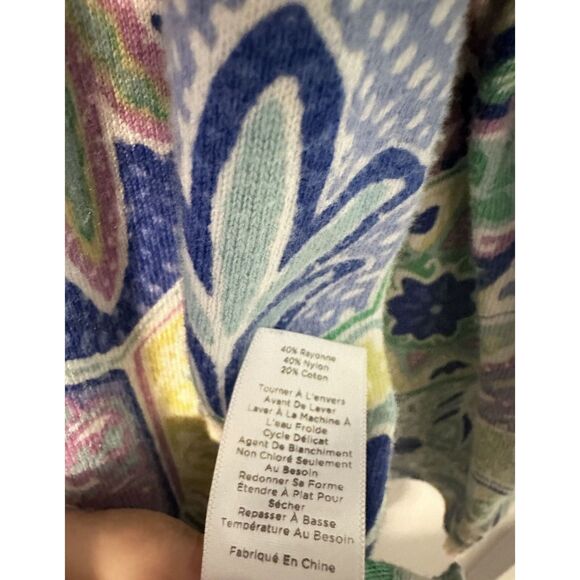 40% Rayonne
40% Nylon
20% Coton
Tourner À L'envers
Avant De Laver
Laver À La Machine À
L'eau Froide
Cycle Délicat
Agent De Blanchiment
Non Chloré Seulement
Au Besoin
Redonner Sa Forme
Étendre À Plat Pour
Sécher
Repasser À Basse
Température Au Besoin
Fabriqué En Chine